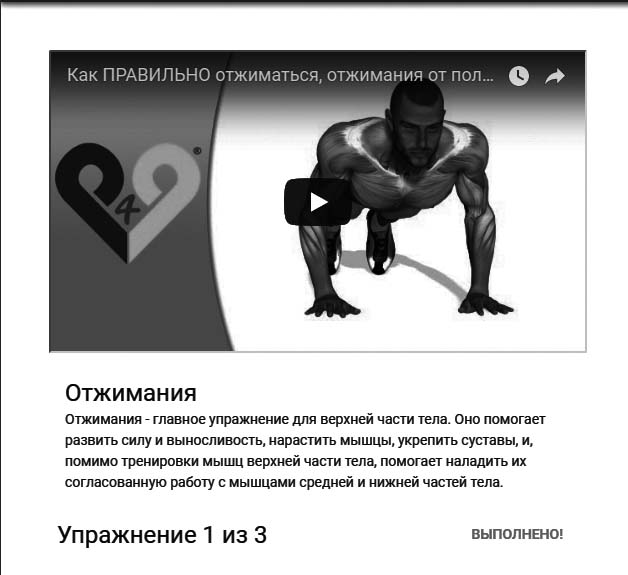 Как ПРАВИЛЬНО отжиматься, отжимания от пол...
P 4 P ®
Отжимания
Отжимания - главное упражнение для верхней части тела. Оно помогает
развить силу и выносливость, нарастить мышцы, укрепить суставы, и,
помимо тренировки мышц верхней части тела, помогает наладить их
согласованную работу с мышцами средней и нижней частей тела.
Упражнение 1 из 3
ВЫПОЛНЕНО!